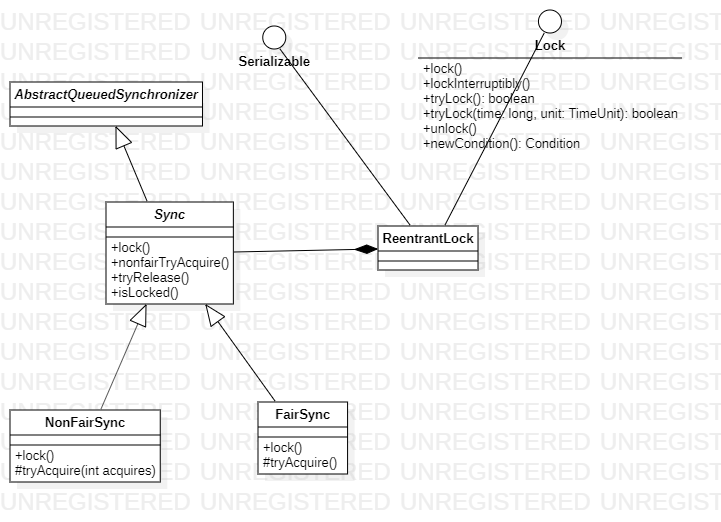 Serializable
Lock
+lock()
+lockInterruptibly()
+tryLock(): boolean
+tryLock(time: long, unit: TimeUnit): boolean
+unlock()
+newCondition(): Condition
AbstractQueuedSynchronizer
Sync
+lock()
+nonfairTryAcquire()
+tryRelease()
+isLocked()
ReentrantLock
NonFairSync
+lock()
#tryAcquire(int acquires)
FairSync
+lock()
#tryAcquire()
UNREGISTERED